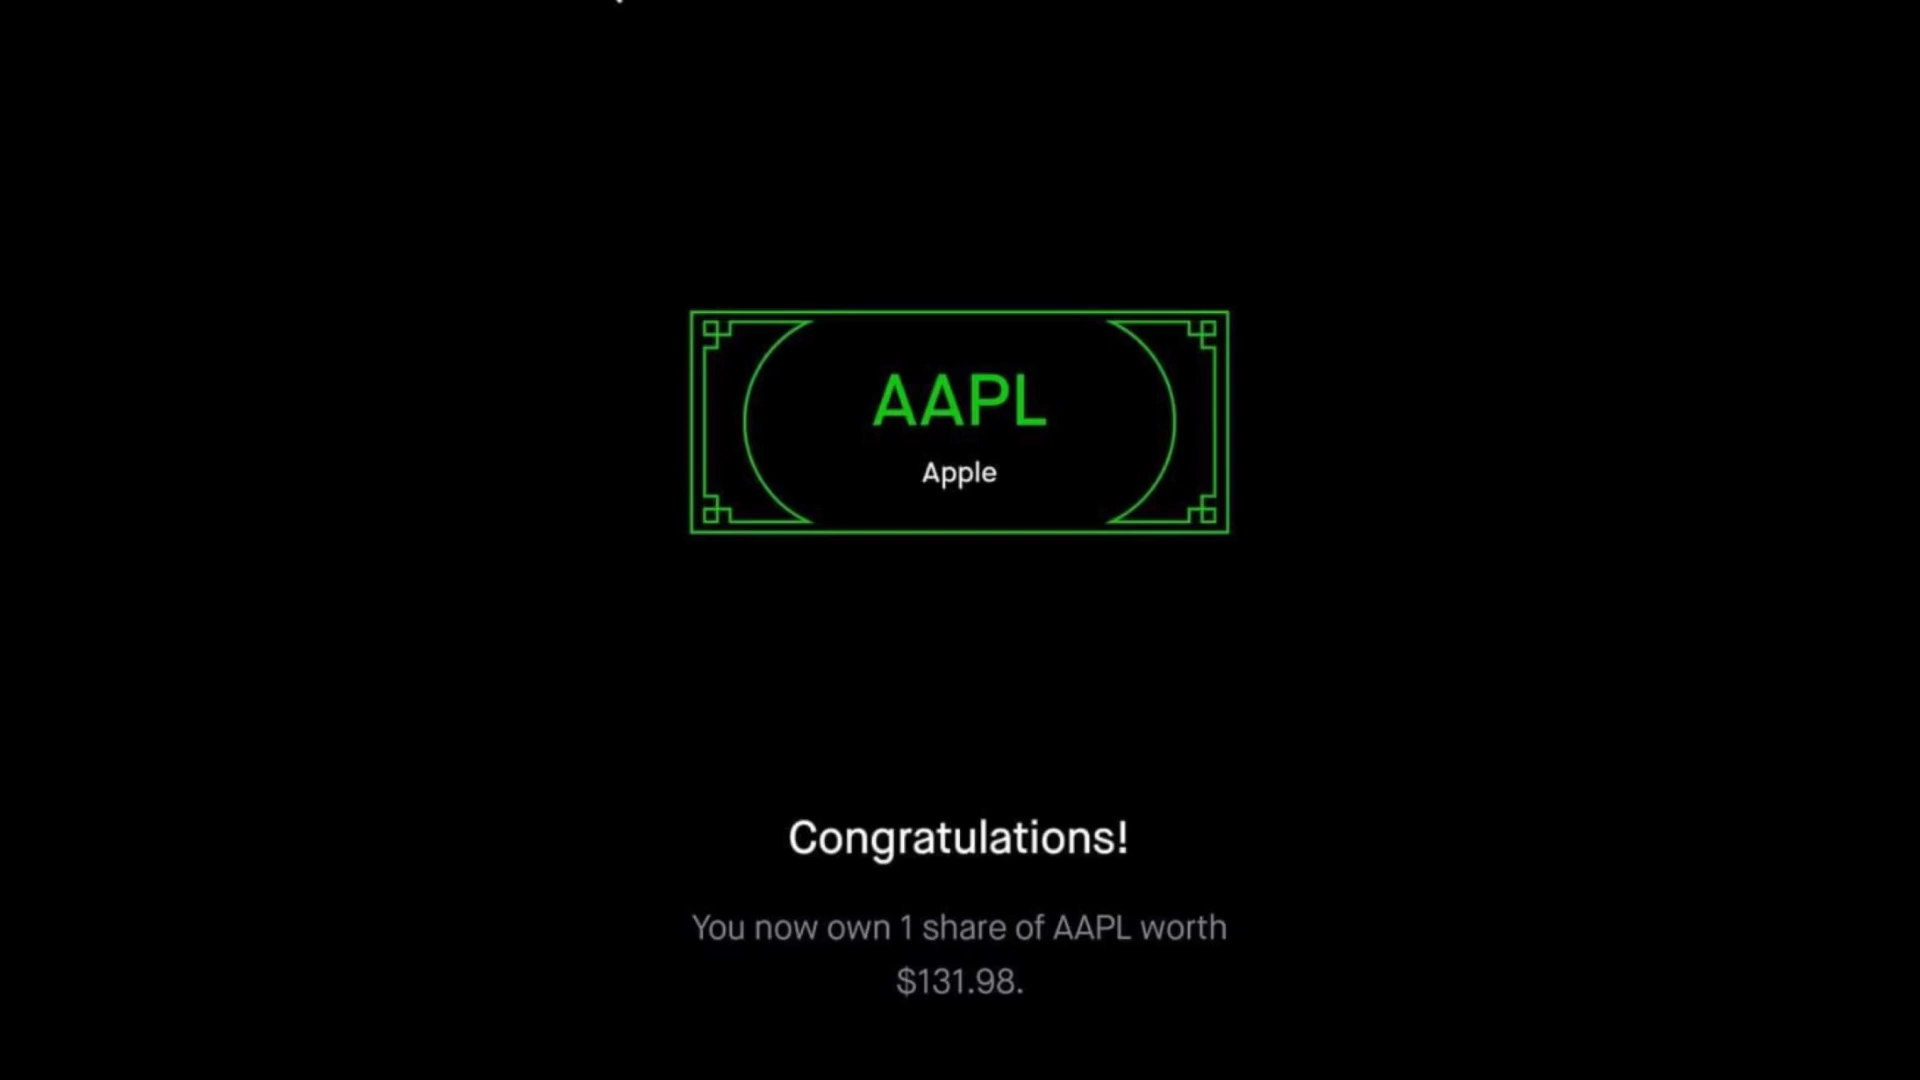 AAPL
Apple
Congratulations!
You now own 1 share of AAPL worth
$131.98.